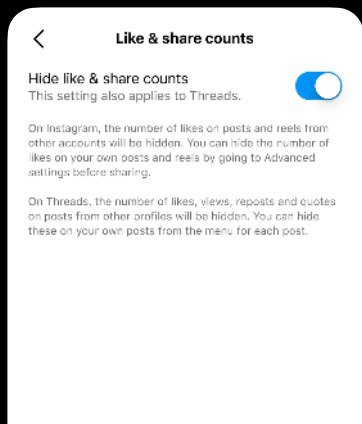 Like & share counts
Hide like & share counts
This setting also applies to Threads.
On Instagram, the number of likes on posts and reels from
other accounts will be hidden. You can hide the number of
likes on your own posts and reels by going to Advanced
settings before sharing.
On Threads, the number of likes, views, reposts and quotes
on posts from other profiles will be hidden. You can hide
these on your own posts from the menu for each post.